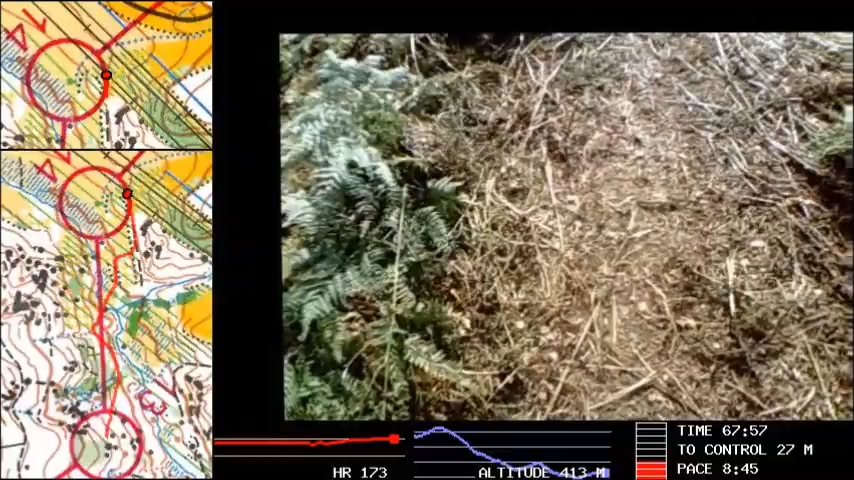 TIME 67:57
TO CONTROL 27 M
PACE 8:45
HR 173
ALTITUDE 413 M